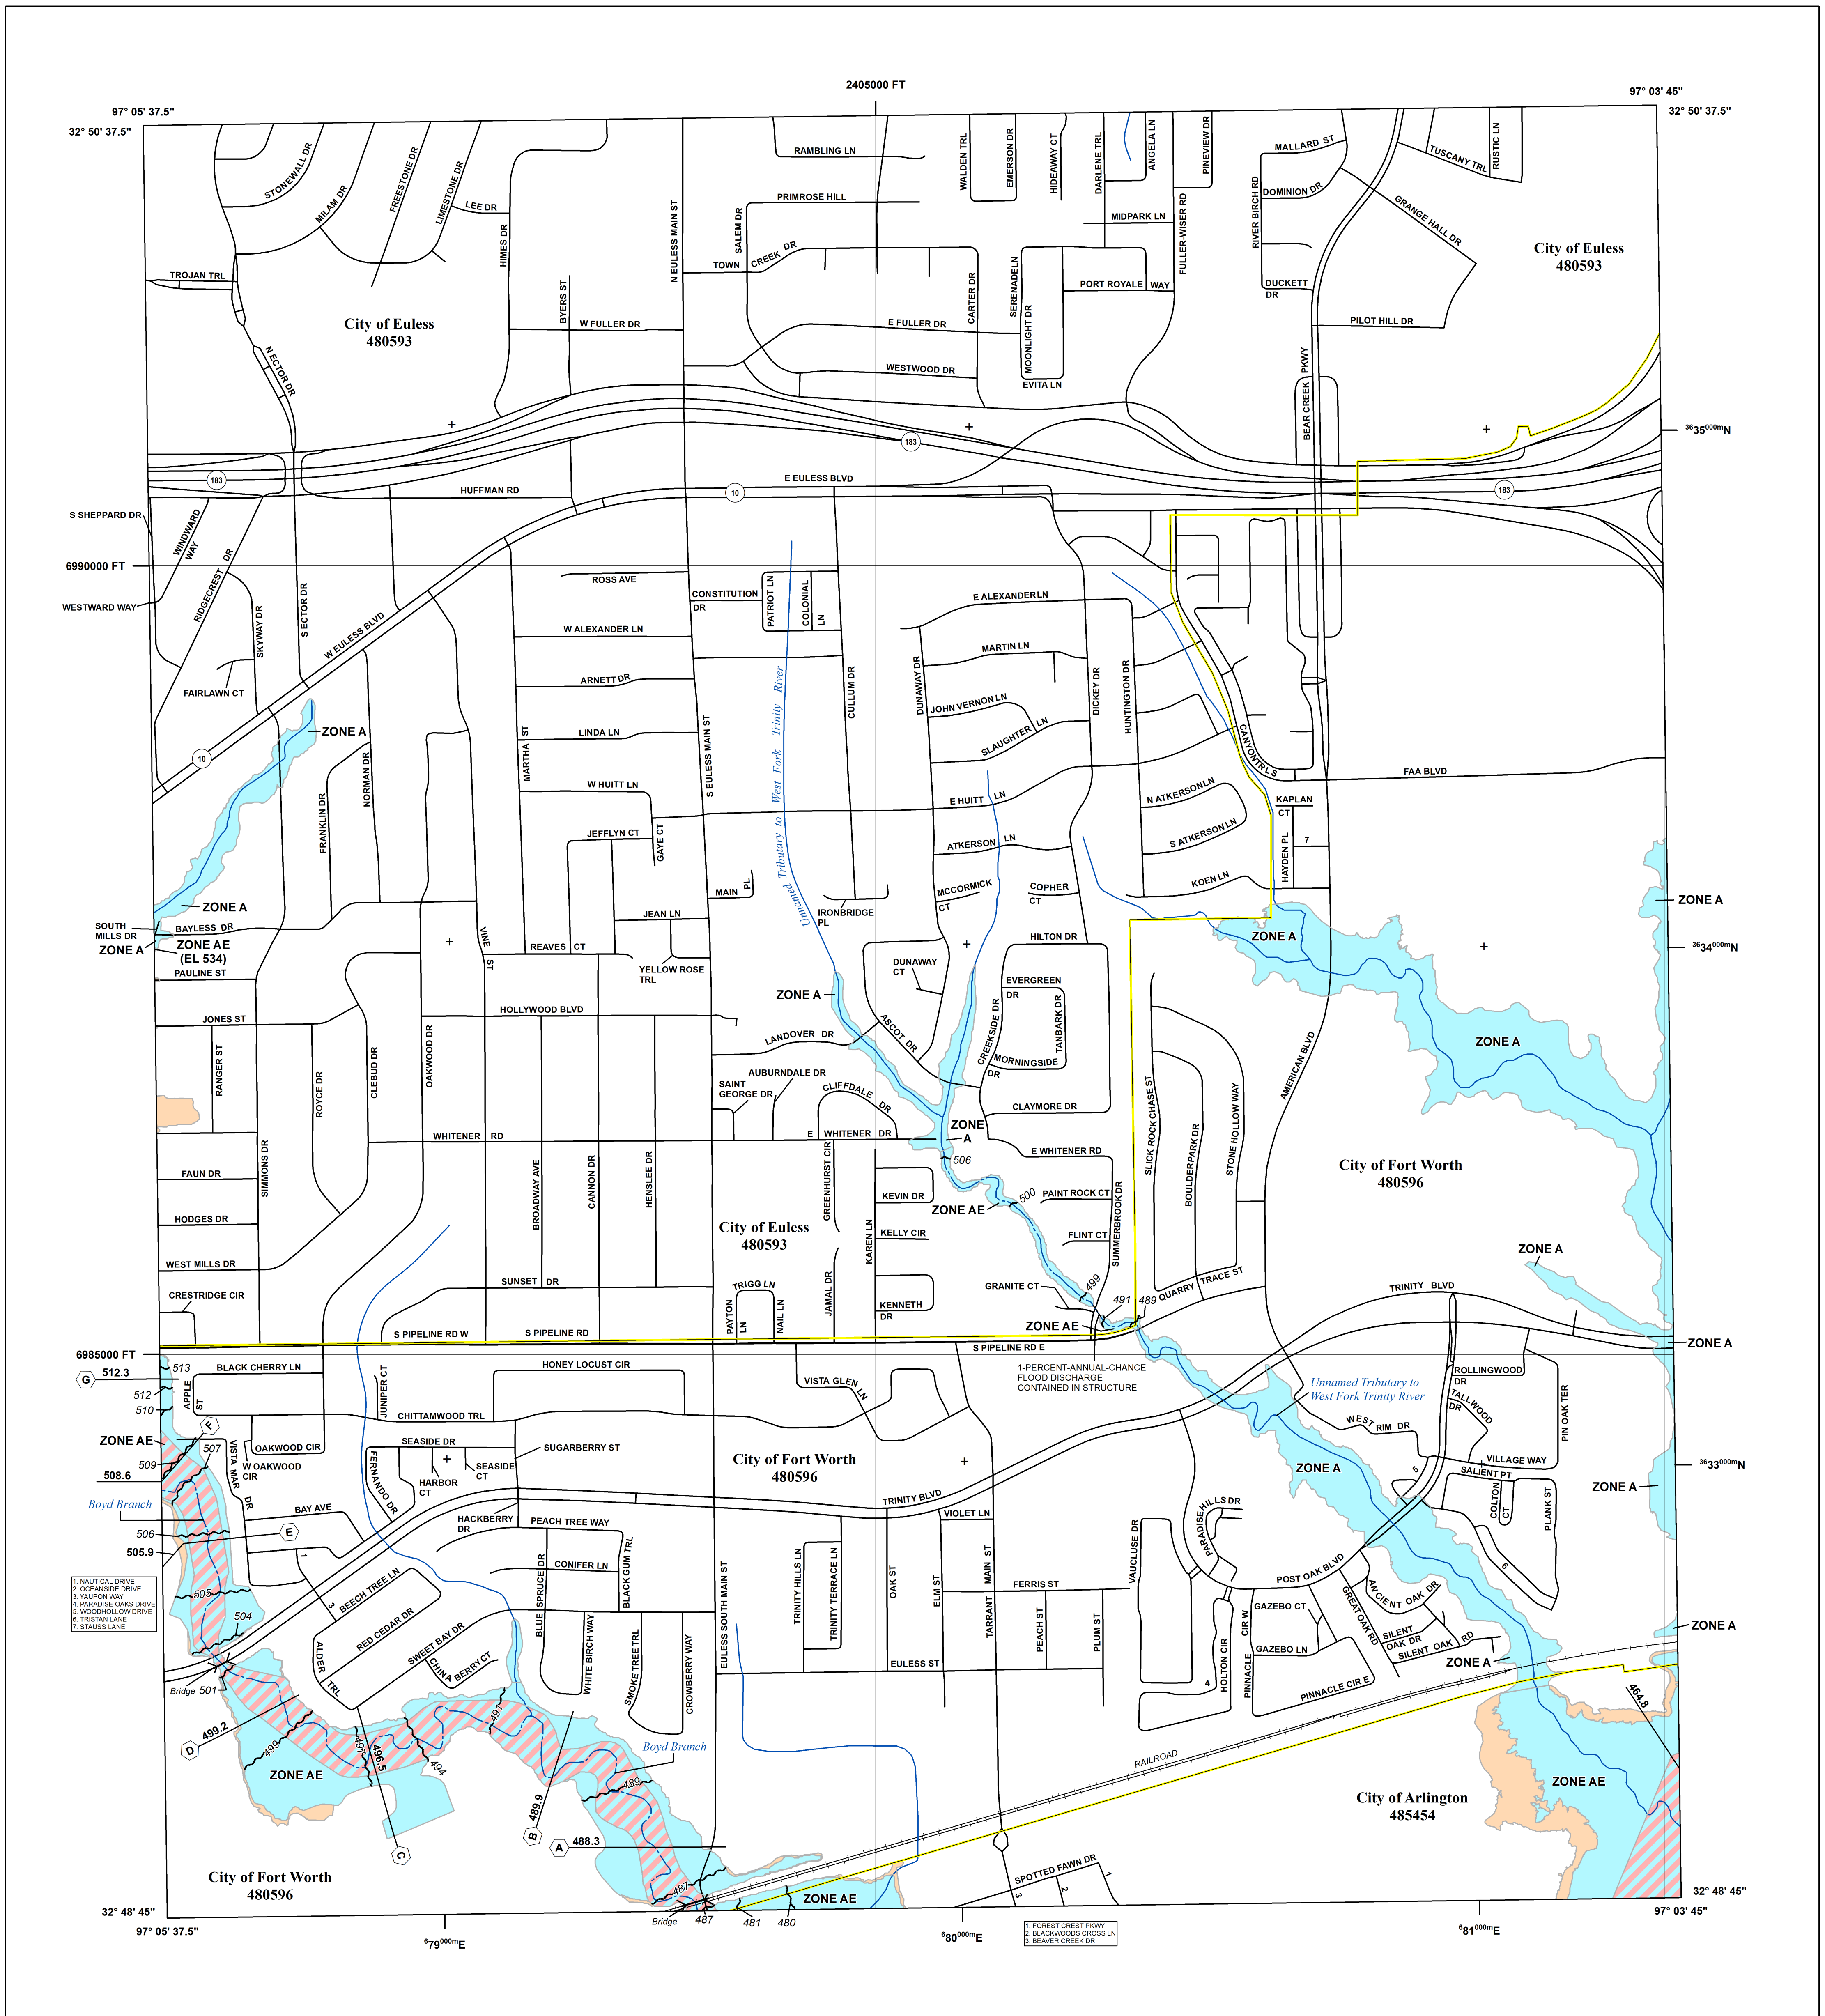 2405000 FT
97° 05' 37.5"
97° 03' 45"
32° 50' 37.5"
32° 50' 37.5"
STONEWALL DR
MILAM DR
FREESTONE DR
LIMESTONE DR
LEE DR
HIMES DR
N EULESS MAIN ST
RAMBLING LN
PRIMROSE HILL
SALEM DR
TOWN CREEK DR
WALDEN TRL
EMERSON DR
HIDEAWAY CT
DARLENE TRL
ANGELA LN
PINEVIEW DR
MIDPARK LN
FULLER-WISER RD
RIVER BIRCH RD
MALLARD ST
DOMINION DR
TUSCANY TRL
RUSTIC LN
GRANGE HALL DR
City of Euless
480593
TROJAN TRL
BYERS ST
City of Euless
480593
W FULLER DR
E FULLER DR
CARTER DR
SERENADE LN
MOONLIGHT DR
PORT ROYALE WAY
DUCKETT
DR
PILOT HILL DR
N ECTOR DR
WESTWOOD DR
EVITA LN
BEAR CREEK PKWY
3635000mN
183
183
183
HUFFMAN RD
10
E EULESS BLVD
S SHEPPARD DR
WINDWARD
WAY
6990000 FT
RIDGECREST DR
WESTWARD WAY
SKYWAY DR
S ECTOR DR
W EULESS BLVD
FAIRLAWN CT
ROSS AVE
CONSTITUTION
DR
PATRIOT LN
COLONIAL
LN
W ALEXANDER LN
E ALEXANDER LN
ARNETT DR
MARTIN LN
Unnamed Tributary to West Fork Trinity River
CULLUM DR
DUNAWAY DR
DICKEY DR
HUNTINGTON DR
JOHN VERNON LN
SLAUGHTER LN
ZONE A
MARTHA ST
LINDA LN
S EULESS MAIN ST
10
NORMAN DR
FRANKLIN DR
CANYON TRLS
FAA BLVD
W HUITT LN
E HUITT LN
N ATKERSON LN
KAPLAN
CT
JEFFLYN CT
GAYE CT
ATKERSON LN
S ATKERSON LN
HAYDEN PL
7
MAIN PL
MCCORMICK
CT
COPHER
CT
KOEN LN
ZONE A
ZONE A
SOUTH
MILLS DR
BAYLESS DR
JEAN LN
IRONBRIDGE
PL
ZONE A
ZONE AE
(EL 534)
VINE ST
REAVES CT
HILTON DR
ZONE A
3634000mN
PAULINE ST
YELLOW ROSE
TRL
DUNAWAY
CT
EVERGREEN
DR
ZONE A
JONES ST
HOLLYWOOD BLVD
LANDOVER DR
ASCOT DR
CREEKSIDE DR
TANBARK DR
MORNINGSIDE
DR
ZONE A
RANGER ST
ROYCE DR
CLEBUD DR
OAKWOOD DR
AUBURNDALE DR
SAINT
GEORGE DR
CLIFFDALE DR
CLAYMORE DR
AMERICAN BLVD
WHITENER RD
E WHITENER DR
ZONE
A
E WHITENER RD
506
SIMMONS DR
FAUN DR
HODGES DR
WEST MILLS DR
BROADWAY AVE
CANNON DR
HENSLEE DR
GREENHURST CIR
KEVIN DR
KAREN LN
KELLY CIR
ZONE AE
500
PAINT ROCK CT
SUMMERBROOK DR
FLINT CT
SLICK ROCK CHASE ST
BOULDER PARK DR
STONE HOLLOW WAY
City of Fort Worth
480596
City of Euless
480593
ZONE A
CRESTRIDGE CIR
SUNSET DR
TRIGG LN
PAYTON
LN
NAIL LN
JAMAL DR
KENNETH
DR
GRANITE CT
499
491
489
QUARRY TRACE ST
TRINITY BLVD
S PIPELINE RD W
S PIPELINE RD
S PIPELINE RD E
ZONE AE
ZONE A
6985000 FT
513
BLACK CHERRY LN
G
512.3
APPLE
ST
JUNIPER CT
HONEY LOCUST CIR
VISTA GLEN LN
1-PERCENT-ANNUAL-CHANCE
FLOOD DISCHARGE
CONTAINED IN STRUCTURE
Unnamed Tributary to
West Fork Trinity River
ROLLINGWOOD
DR
TALLWOOD
DR
PIN OAK TER
512
510
F
CHITTAMWOOD TRL
WEST RIM DR
ZONE AE
507
VISTA MAR DR
OAKWOOD CIR
SEASIDE DR
SUGARBERRY ST
509
W OAKWOOD
CIR
508.6
FERNANDO DR
HARBOR
CT
SEASIDE
CT
City of Fort Worth
480596
ZONE A
5
VILLAGE WAY
SALIENT PT
3633000mN
COLTON
CT
PLANK ST
ZONE A
Boyd Branch
BAY AVE
HACKBERRY
DR
PEACH TREE WAY
TRINITY BLVD
VIOLET LN
PARADISE HILLS DR
506
E
505.9
1
CONIFER LN
BLUE SPRUCE DR
BLACK GUM TRL
TRINITY HILLS LN
TRINITY TERRACE LN
OAK ST
ELM ST
MAIN ST
VAUCLUSE DR
POST OAK BLVD
6
1. NAUTICAL DRIVE
2. OCEANSIDE DRIVE
3. YAUPON WAY
4. PARADISE OAKS DRIVE
5. WOODHOLLOW DRIVE
6. TRISTAN LANE
7. STAUSS LANE
505
504
3
BEECH TREE LN
RED CEDAR DR
FERRIS ST
ANCIENT OAK DR
GREAT OAK RD
GAZEBO CT
SILENT
OAK DR
SILENT OAK RD
GAZEBO LN
ZONE A
ZONE A
ALDER TRL
SWEET BAY DR
CHINA BERRY CT
WHITE BIRCH WAY
SMOKE TREE TRL
CROWBERRY WAY
EULESS SOUTH MAIN ST
EULESS ST
TARRANT
PEACH ST
PLUM ST
4
HOLTON CIR
PINNACLE CIR W
PINNACLE CIR E
Bridge
501
499.2
D
499
497
496.5
494
491
ZONE AE
Boyd Branch
489
489.9
B
C
A
488.3
RAILROAD
464.8
ZONE AE
City of Arlington
485454
City of Fort Worth
480596
487
ZONE AE
SPOTTED FAWN DR
1
2
3
32° 48' 45"
32° 48' 45"
97° 05' 37.5"
Bridge
487
481
480
97° 03' 45"
679000mE
680000mE
681000mE
1. FOREST CREST PKWY
2. BLACKWOODS CROSS LN
3. BEAVER CREEK DR